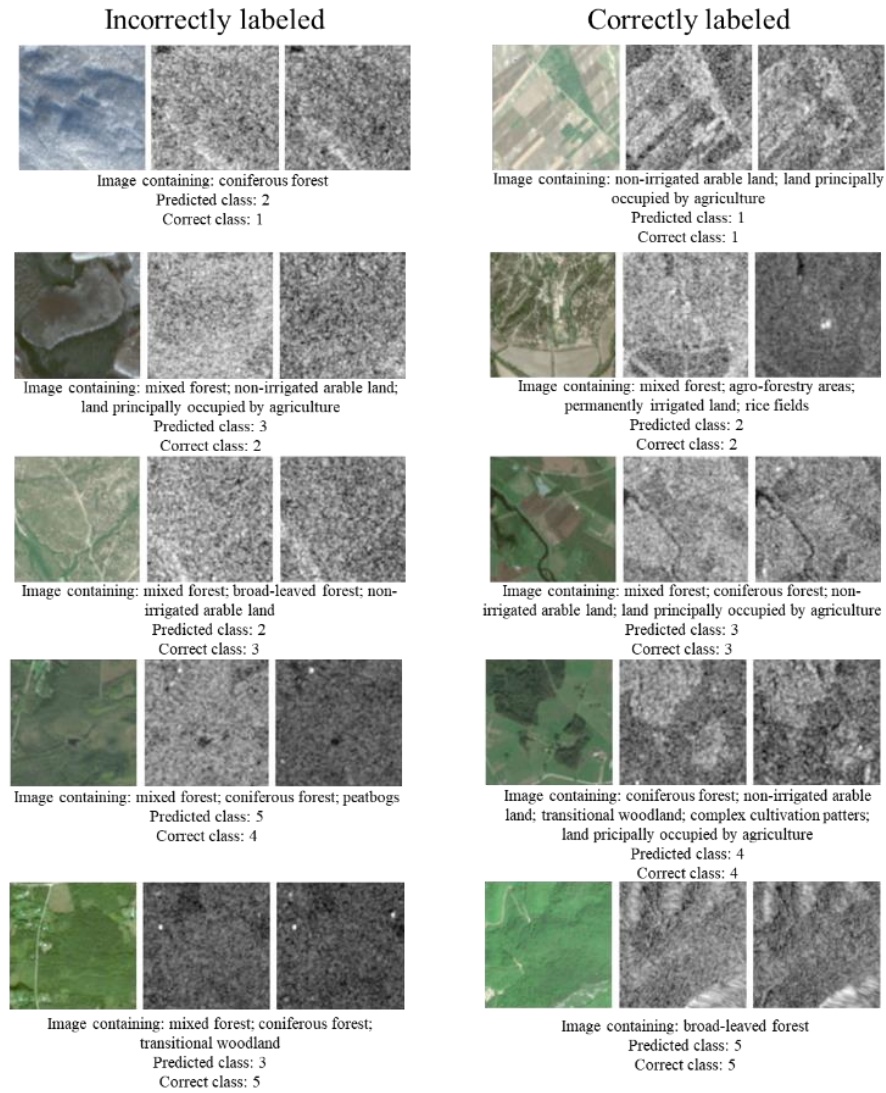 Incorrectly labeled
Correctly labeled
Image containing: coniferous forest
Predicted class: 2
Correct class: 1
Image containing: non-irrigated arable land; land principally
occupied by agriculture
Predicted class: 1
Correct class: 1
Image containing: mixed forest; non-irrigated arable land;
land principally occupied by agriculture
Predicted class: 3
Correct class: 2
Image containing: mixed forest; agro-forestry areas;
permanently irrigated land; rice fields
Predicted class: 2
Correct class: 2
Image containing: mixed forest; broad-leaved forest; non-
irrigated arable land
Predicted class: 2
Correct class: 3
Image containing: mixed forest; coniferous forest; non-
irrigated arable land; land principally occupied by agriculture
Predicted class: 3
Correct class: 3
Image containing: mixed forest; coniferous forest; peatbogs
Predicted class: 5
Correct class: 4
Image containing: coniferous forest; non-irrigated arable
land; transitional woodland; complex cultivation patters;
land pricipally occupied by agriculture
Predicted class: 4
Correct class: 4
Image containing: mixed forest; coniferous forest;
transitional woodland
Predicted class: 3
Correct class: 5
Image containing: broad-leaved forest
Predicted class: 5
Correct class: 5